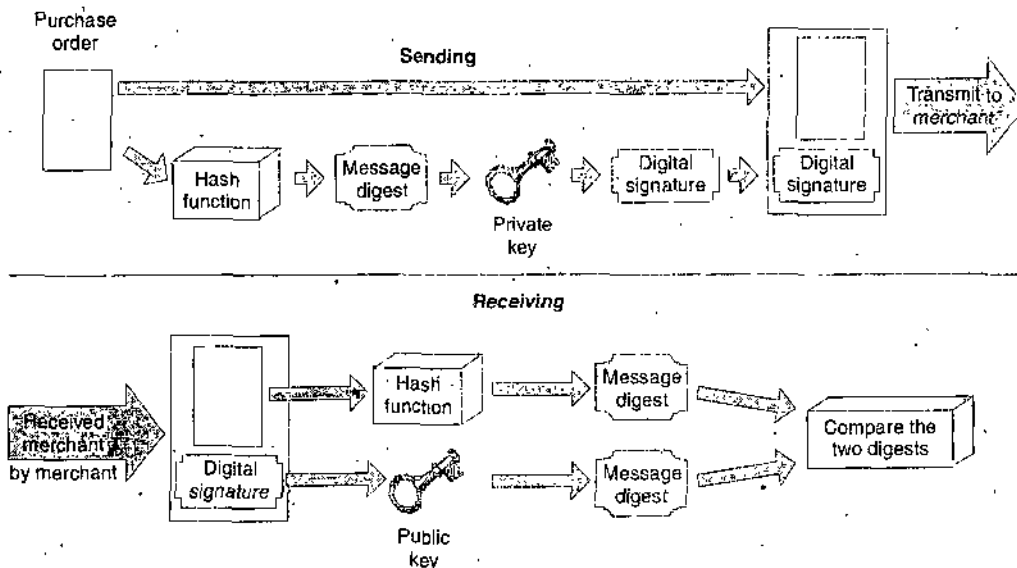 Purchase
order
Sending
Transmit to
merchant
Hash
function
Message
digest
Private
key
Digital
signature
Digital
signature
Receiving
Received
merchant
by merchant
Digital
signature
Hash
function
Public
key
Message
digest
Message
digest
Compare the
two digests